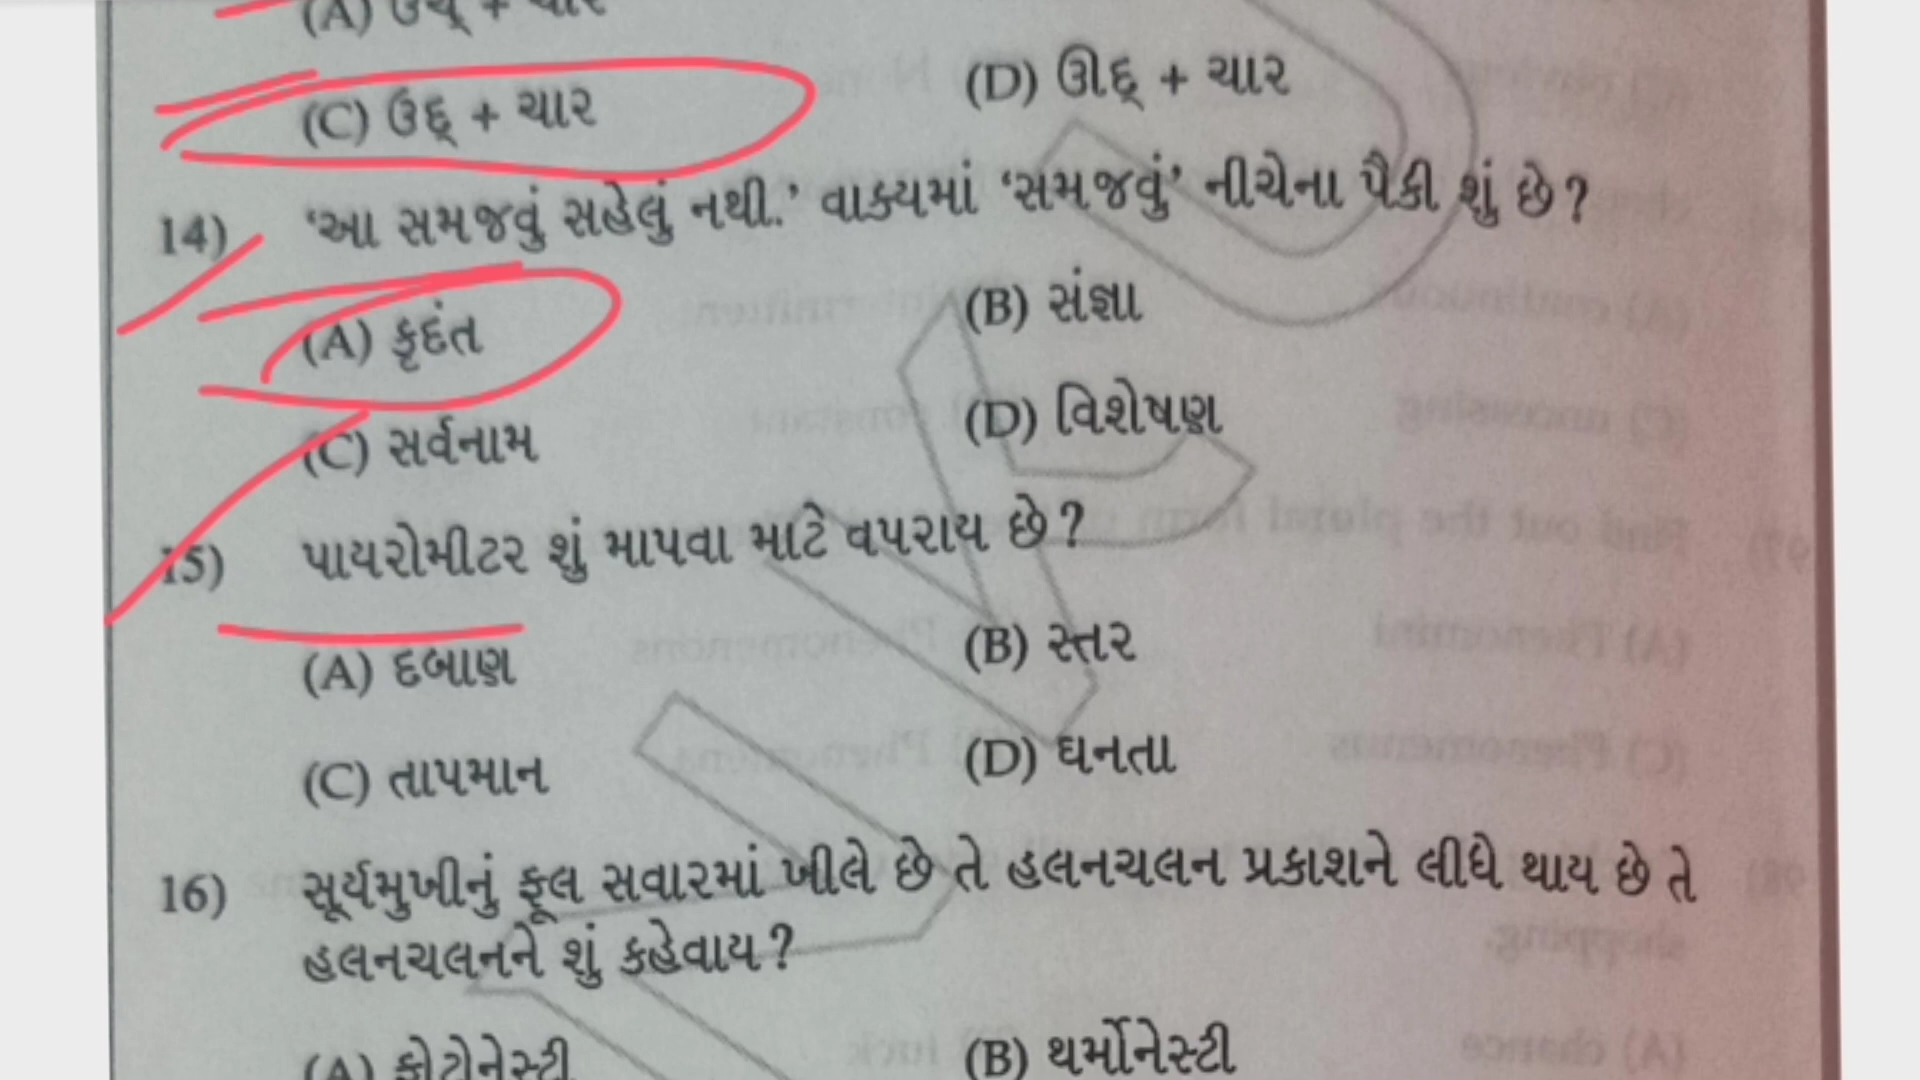 (A) ઉચ્ + ચાર
(C) ઉદ્ + ચાર (D) ઊદ્ + ચાર
14) 'આ સમજવું સહેલું નથી.' વાક્યમાં 'સમજવું' નીચેના પૈકી શું છે?
(A) કૃદંત (B) સંજ્ઞા
(C) સર્વનામ (D) વિશેષણ
15) પાયરોમીટર શું માપવા માટે વપરાય છે?
(A) દબાણ (B) સ્તર
(C) તાપમાન (D) ઘનતા
16) સૂર્યમુખીનું ફૂલ સવારમાં ખીલે છે તે હલનચલન પ્રકાશને લીધે થાય છે તે
હલનચલનને શું કહેવાય?
(A) ફોટોનેસ્ટી (B) થર્મોનેસ્ટી